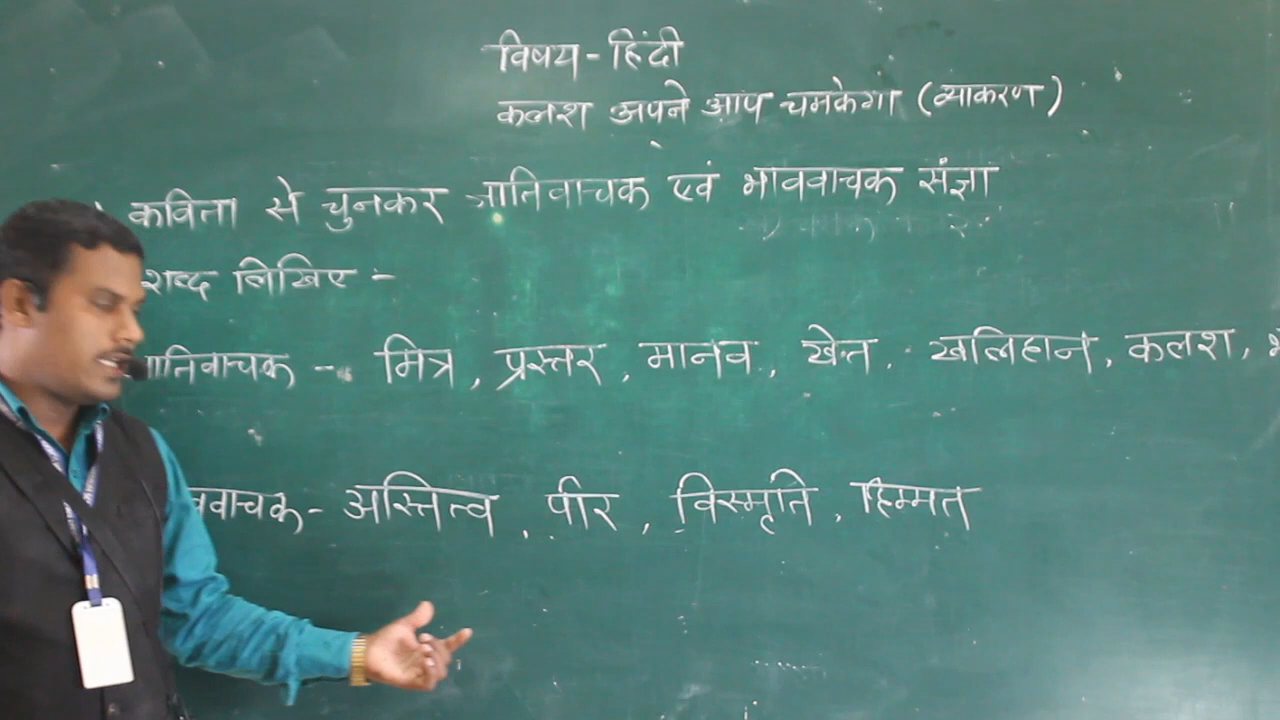 विषय - हिंदी
कलश अपने आप चमकेगा (व्याकरण)
कविता से चुनकर जातिवाचक एवं भाववाचक संज्ञा
शब्द लिखिए :-
ातिवाचक - मित्र, प्रस्तर, मानव, खेत, खलिहान, कलश,
ववाचक - अस्तित्व, पीर, विस्मृति, हिम्मत